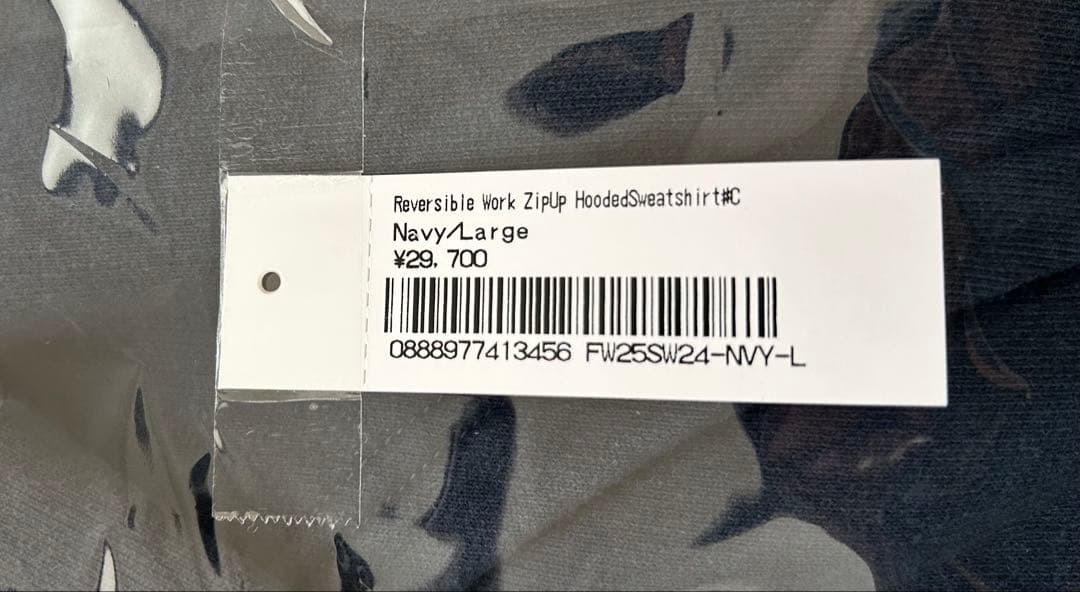 Reversible Work ZipUp HoodedSweatshirt#C
Navy/Large
¥29,700
0888977413456 FW25SW24-NVY-L